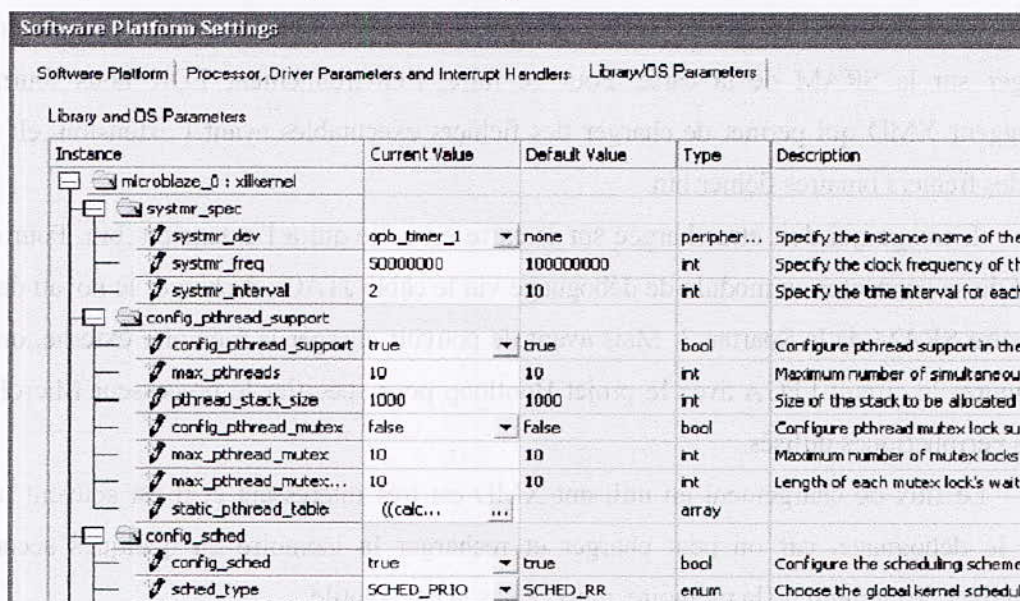 Software Platform Settings
Software Platform Processor, Driver Parameters and Interrupt Handlers Library/OS Parameters
Library and OS Parameters
Instance Current Value Default Value Type Description
microblaze_0 : xilkernel
systmr_spec
systmr_dev opb_timer_1 none peripher... Specify the instance name of the
systmr_freq 50000000 100000000 int Specify the clock frequency of th
systmr_interval 2 10 int Specify the time interval for each
config_pthread_support
config_pthread_support true true bool Configure pthread support in the
max_pthreads 10 10 int Maximum number of simultaneou
pthread_stack_size 1000 1000 int Size of the stack to be allocated
config_pthread_mutex false false bool Configure pthread mutex lock su
max_pthread_mutex 10 10 int Maximum number of mutex locks
max_pthread_mutex... 10 10 int Length of each mutex lock's wait
static_pthread_table ((calc... ... array
config_sched
config_sched true true bool Configure the scheduling scheme
sched_type SCHED_PRIO SCHED_RR enum Choose the global kernel schedul